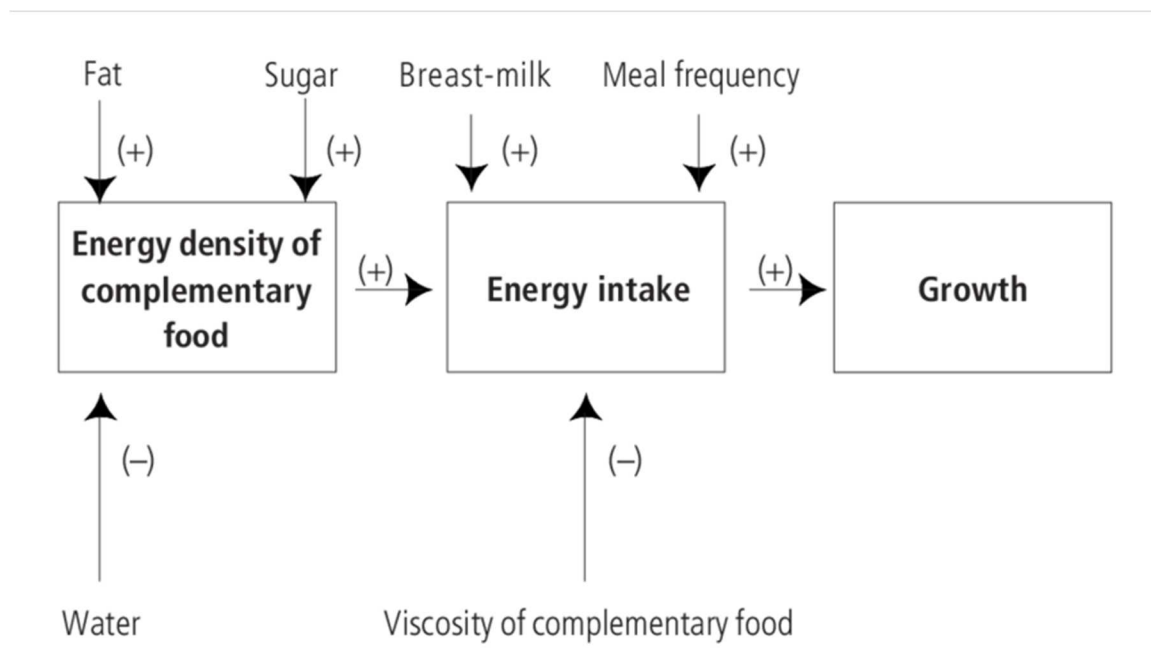 Fat
Sugar
Breast-milk
Meal frequency
(+)
(+)
(+)
(+)
Energy density of
complementary
food
(+)
Energy intake
(+)
Growth
(–)
(–)
Water
Viscosity of complementary food